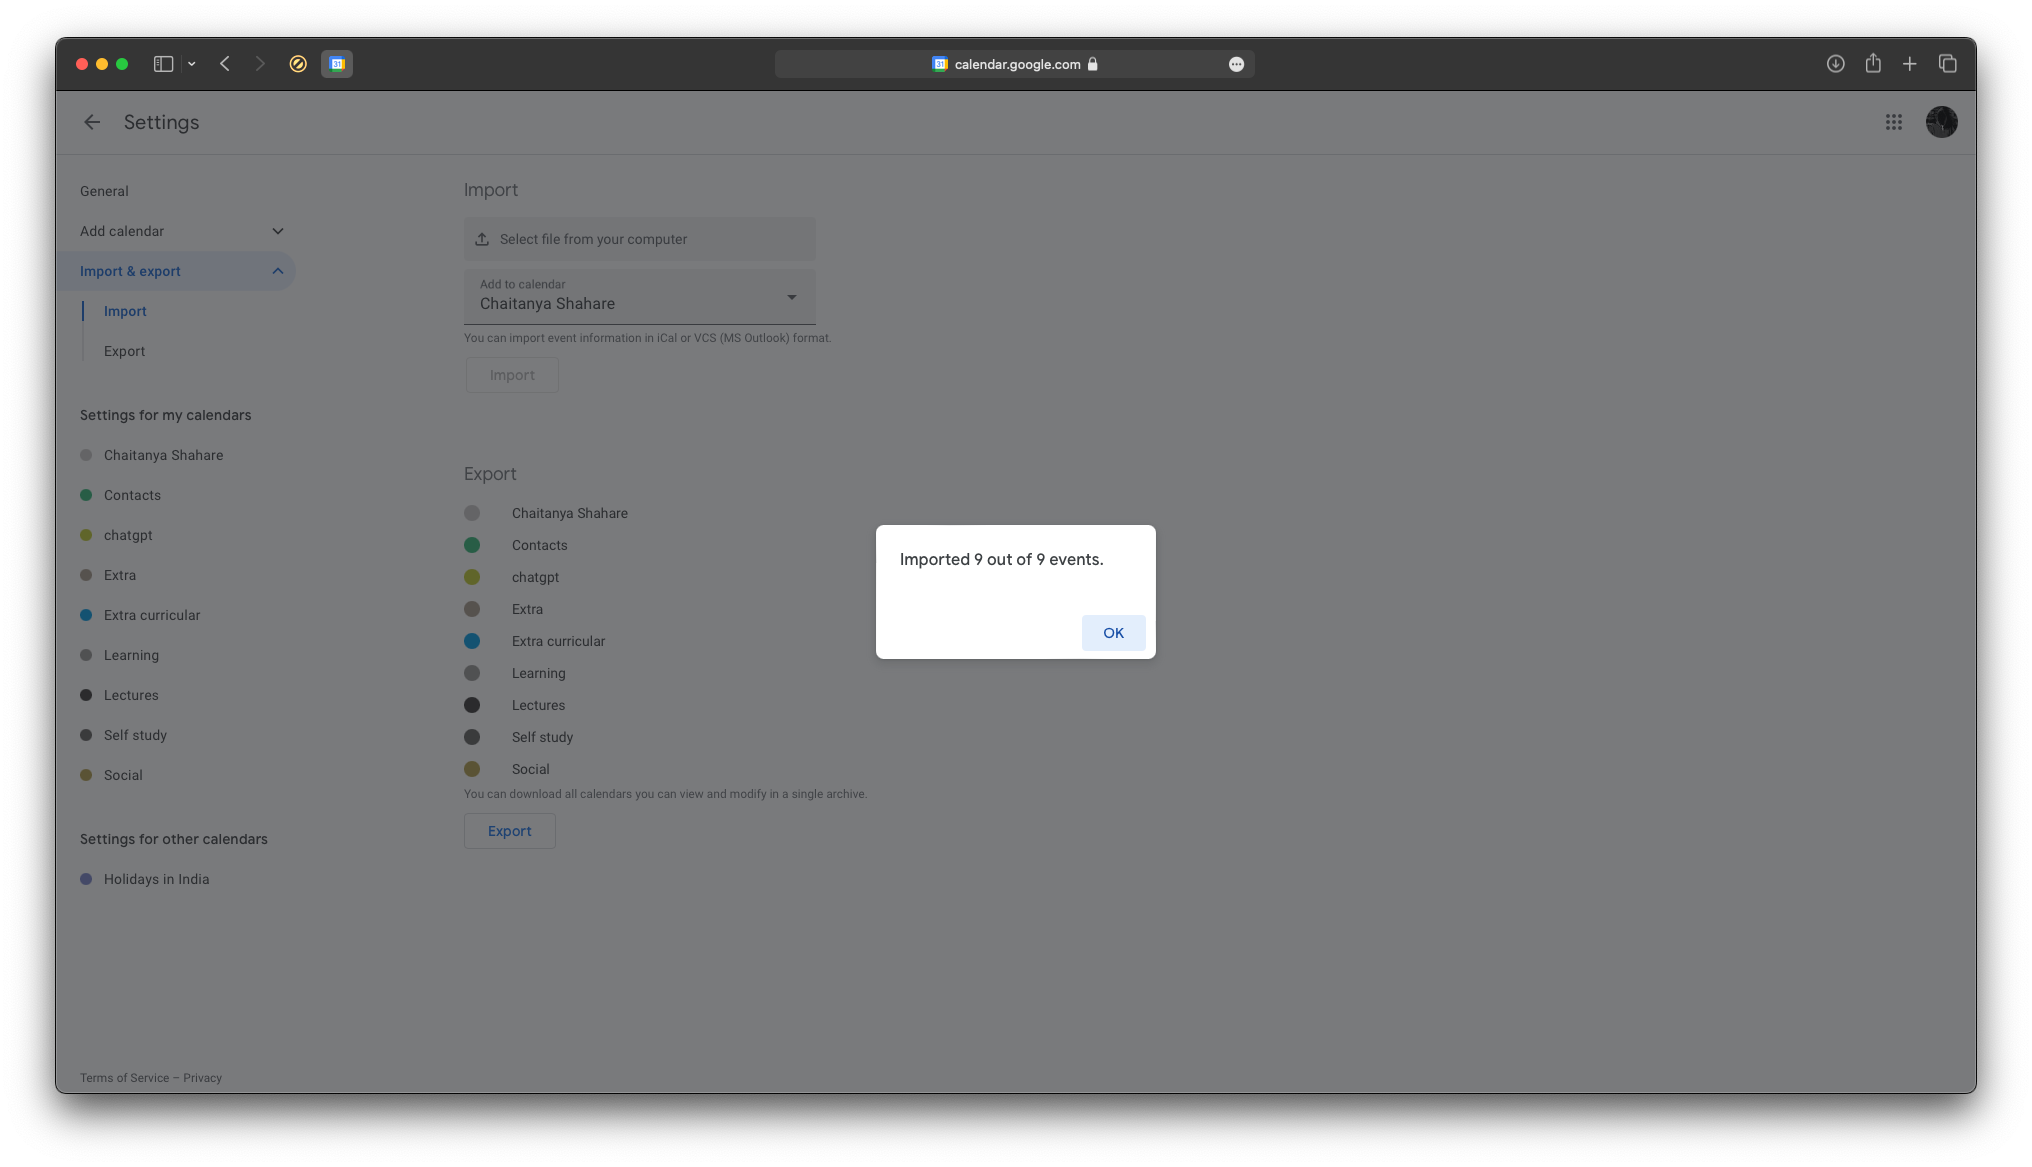 calendar.google.com
Settings
General
Add calendar
Import & export
Import
Export
Settings for my calendars
Chaitanya Shahare
Contacts
chatgpt
Extra
Extra curricular
Learning
Lectures
Self study
Social
Settings for other calendars
Holidays in India
Terms of Service – Privacy
Import
Select file from your computer
Add to calendar
Chaitanya Shahare
You can import event information in iCal or VCS (MS Outlook) format.
Import
Export
Chaitanya Shahare
Contacts
chatgpt
Extra
Extra curricular
Learning
Lectures
Self study
Social
You can download all calendars you can view and modify in a single archive.
Export
Imported 9 out of 9 events.
OK